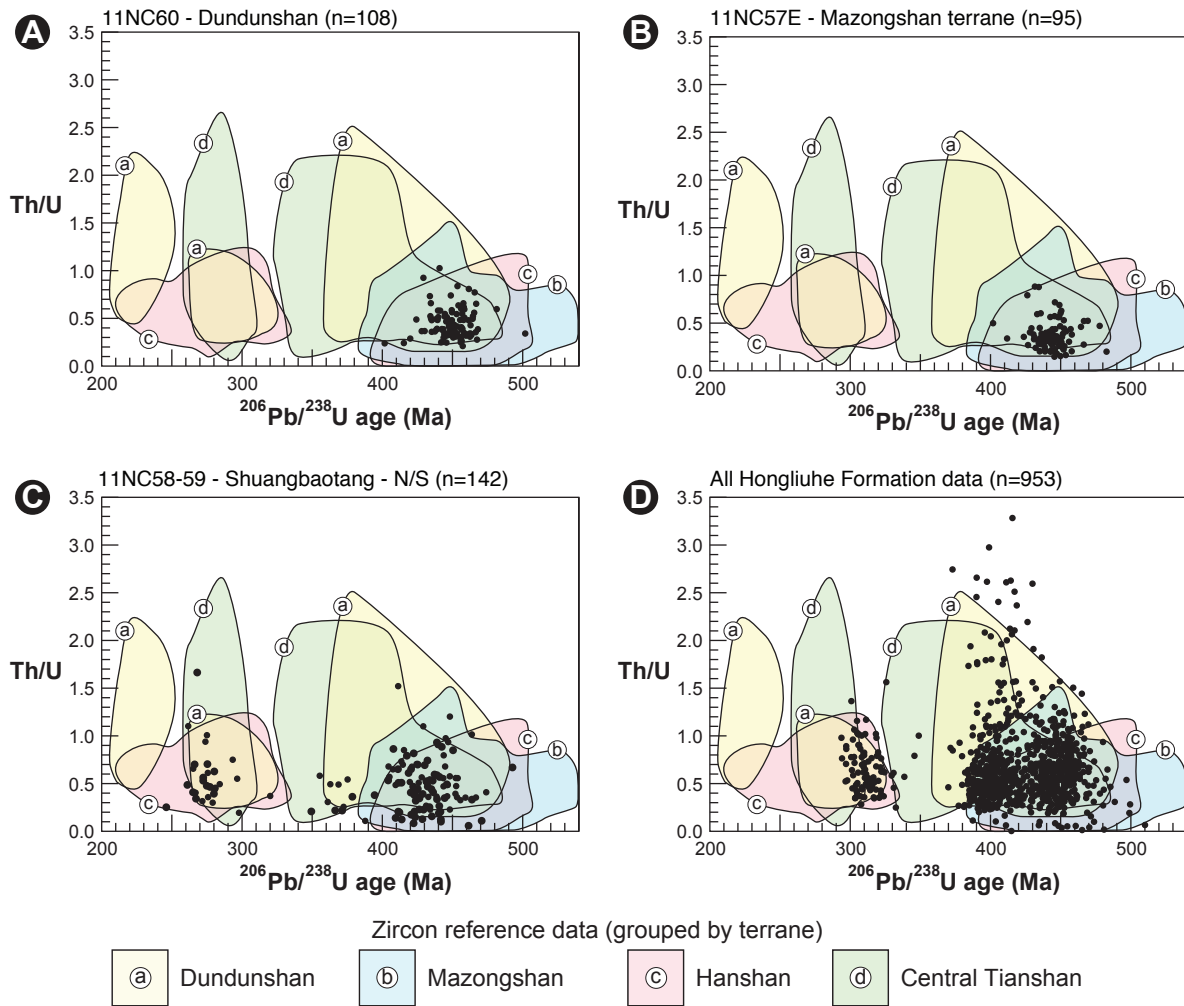 A
11NC60 - Dundunshan (n=108)
3.5
3.0
2.5
2.0
1.5
1.0
0.5
0.0
Th/U
a
d
d
a
a
c
c
b
200
300
400
500
206Pb/238U age (Ma)
B
11NC57E - Mazongshan terrane (n=95)
3.5
3.0
2.5
2.0
1.5
1.0
0.5
0.0
Th/U
a
d
d
a
a
c
c
b
200
300
400
500
206Pb/238U age (Ma)
C
11NC58-59 - Shuangbaotang - N/S (n=142)
3.5
3.0
2.5
2.0
1.5
1.0
0.5
0.0
Th/U
a
d
d
a
a
c
c
b
200
300
400
500
206Pb/238U age (Ma)
D
All Hongliuhe Formation data (n=953)
3.5
3.0
2.5
2.0
1.5
1.0
0.5
0.0
Th/U
a
d
d
a
a
c
c
b
200
300
400
500
206Pb/238U age (Ma)
Zircon reference data (grouped by terrane)
a Dundunshan
b Mazongshan
c Hanshan
d Central Tianshan